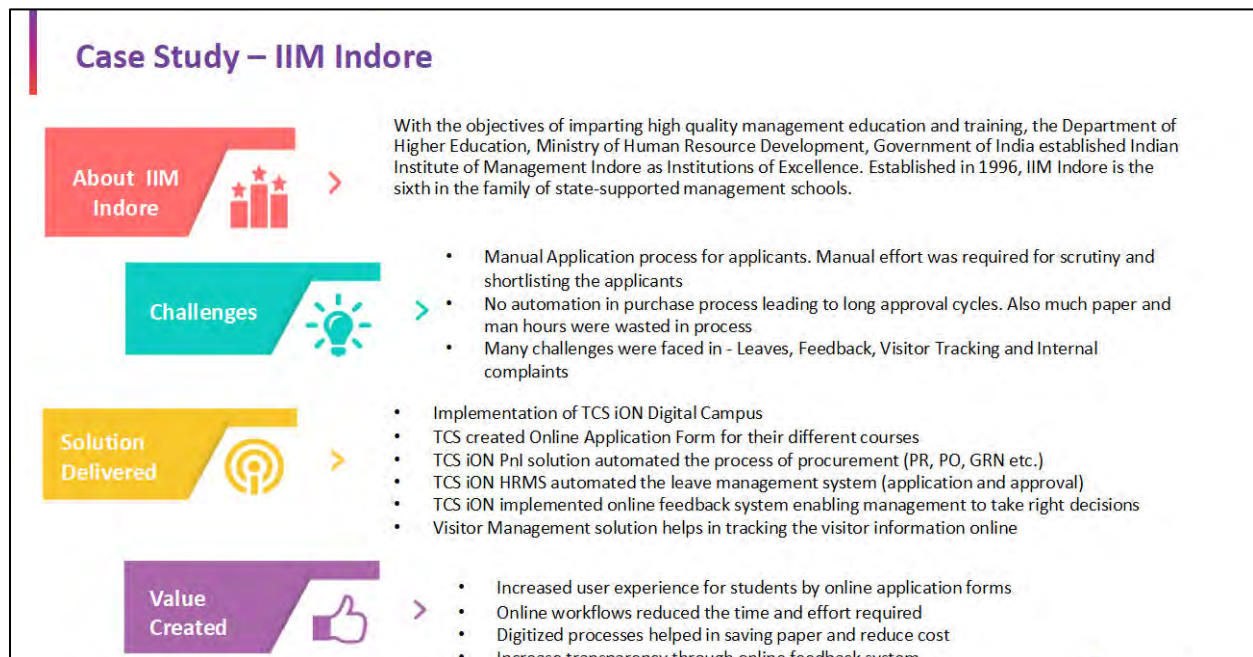 Case Study – IIM Indore
About IIM
Indore
With the objectives of imparting high quality management education and training, the Department of
Higher Education, Ministry of Human Resource Development, Government of India established Indian
Institute of Management Indore as Institutions of Excellence. Established in 1996, IIM Indore is the
sixth in the family of state-supported management schools.
Challenges
• Manual Application process for applicants. Manual effort was required for scrutiny and
shortlisting the applicants
• No automation in purchase process leading to long approval cycles. Also much paper and
man hours were wasted in process
• Many challenges were faced in - Leaves, Feedback, Visitor Tracking and Internal
complaints
Solution
Delivered
• Implementation of TCS iON Digital Campus
• TCS created Online Application Form for their different courses
• TCS iON PnI solution automated the process of procurement (PR, PO, GRN etc.)
• TCS iON HRMS automated the leave management system (application and approval)
• TCS iON implemented online feedback system enabling management to take right decisions
• Visitor Management solution helps in tracking the visitor information online
Value
Created
• Increased user experience for students by online application forms
• Online workflows reduced the time and effort required
• Digitized processes helped in saving paper and reduce cost
• Increase transparency through online feedback system